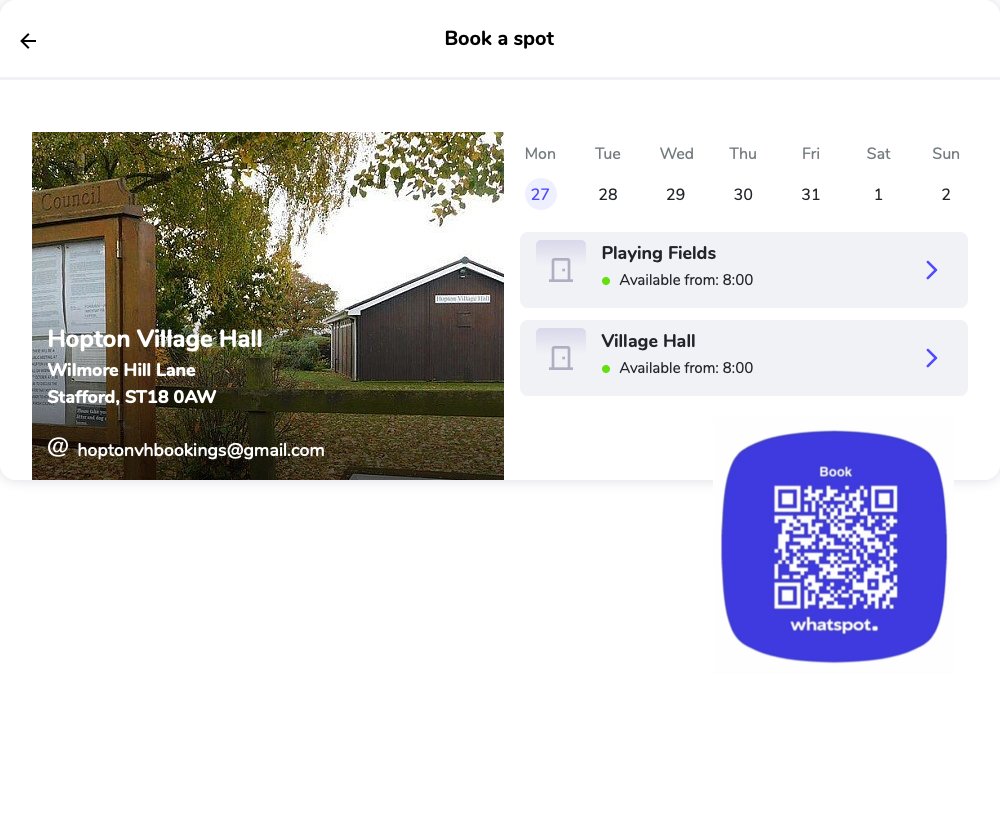 Book a spot
Council
Hopton Village Hall
Hopton Village Hall
Wilmore Hill Lane
Stafford, ST18 0AW
@ hoptonvhbookings@gmail.com
Mon Tue Wed Thu Fri Sat Sun
27 28 29 30 31 1 2
Playing Fields
Available from: 8:00
Village Hall
Available from: 8:00
Book
whatspot.